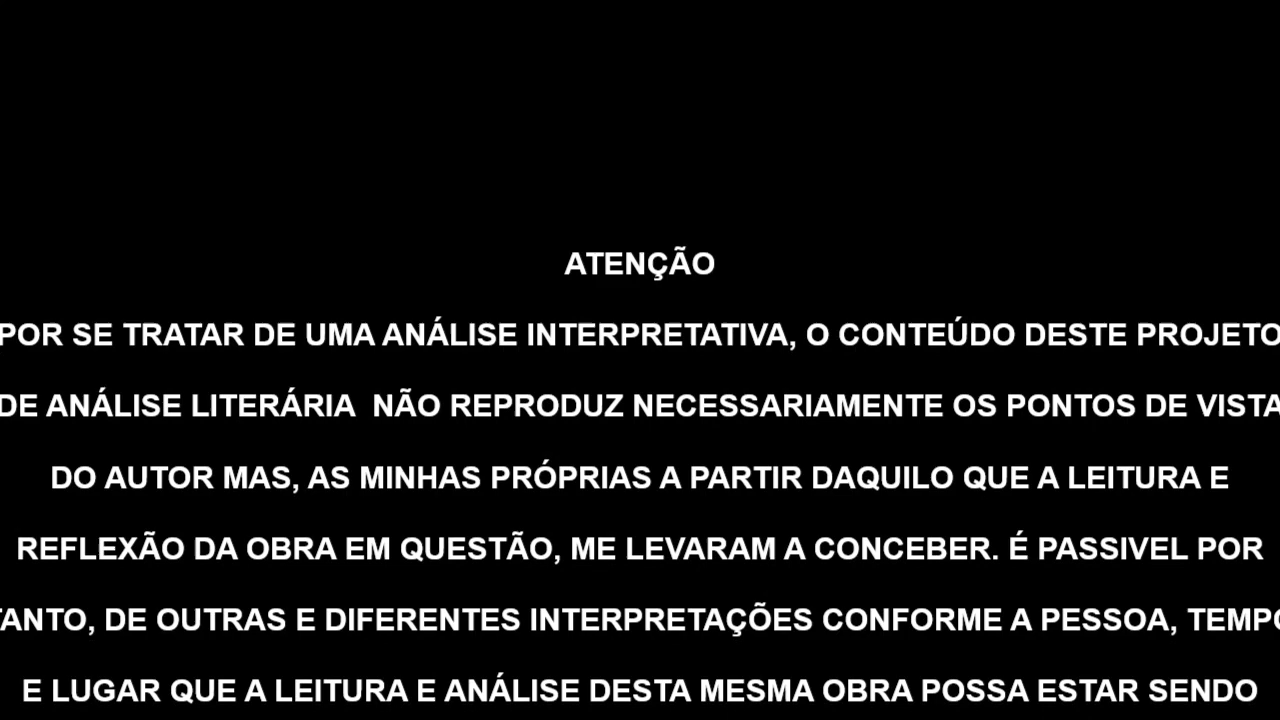 ATENÇÃO
POR SE TRATAR DE UMA ANÁLISE INTERPRETATIVA, O CONTEÚDO DESTE PROJETO
DE ANÁLISE LITERÁRIA NÃO REPRODUZ NECESSARIAMENTE OS PONTOS DE VISTA
DO AUTOR MAS, AS MINHAS PRÓPRIAS A PARTIR DAQUILO QUE A LEITURA E
REFLEXÃO DA OBRA EM QUESTÃO, ME LEVARAM A CONCEBER. É PASSIVEL POR
TANTO, DE OUTRAS E DIFERENTES INTERPRETAÇÕES CONFORME A PESSOA, TEMPO
E LUGAR QUE A LEITURA E ANÁLISE DESTA MESMA OBRA POSSA ESTAR SENDO